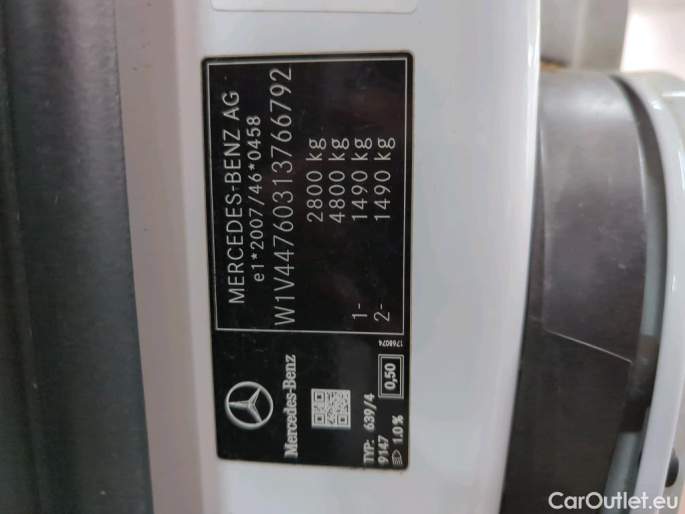 MERCEDES-BENZ AG
e1*2007/46*0458
W1V44760313766792
2800 kg
4800 kg
1- 1490 kg
2- 1490 kg
1768074
Mercedes-Benz
TYP: 639/4
9147
0,50
1.0 %
CarOutlet.eu